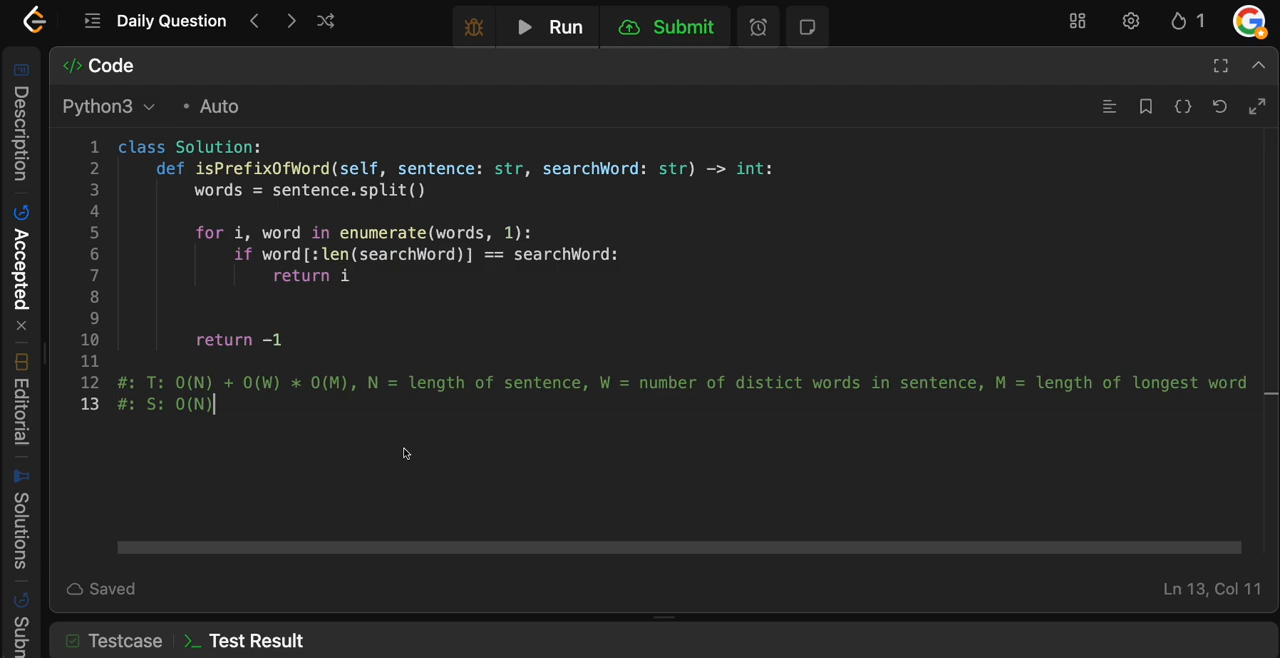 Daily Question
Run
Submit
1
Description
Accepted
Editorial
Solutions
Subm
</> Code
Python3
• Auto
{}
1 class Solution:
2 def isPrefixOfWord(self, sentence: str, searchWord: str) -> int:
3 words = sentence.split()
4
5 for i, word in enumerate(words, 1):
6 if word[:len(searchWord)] == searchWord:
7 return i
8
9
10 return -1
11
12 #: T: O(N) + O(W) * O(M), N = length of sentence, W = number of distict words in sentence, M = length of longest word
13 #: S: O(N)
Saved
Ln 13, Col 11
Testcase
>_ Test Result